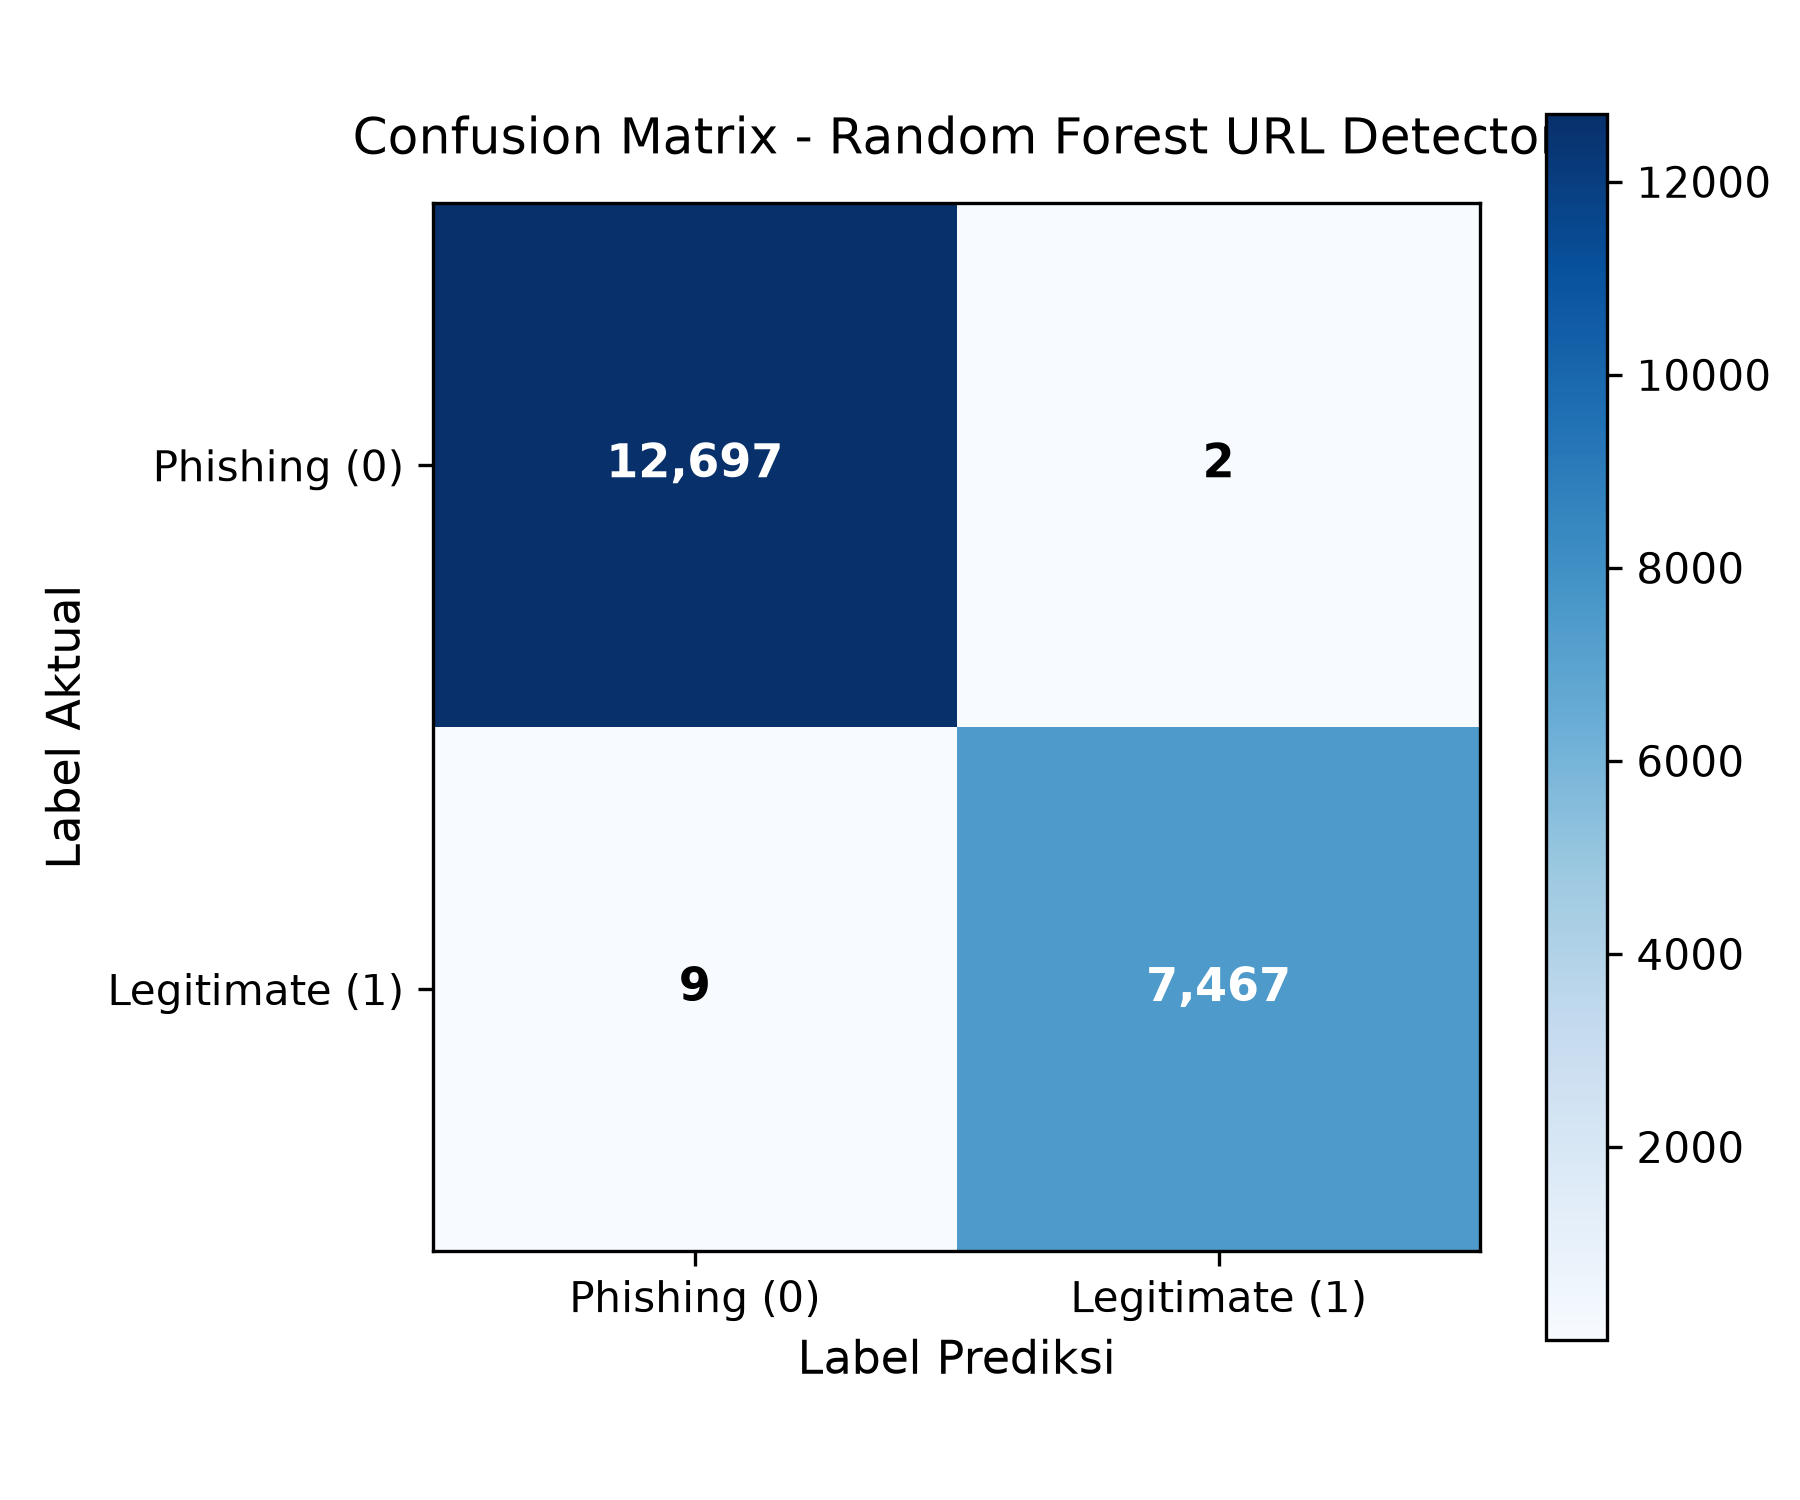 Confusion Matrix - Random Forest URL Detector
12000
10000
8000
6000
4000
2000
Label Aktual
Phishing (0)
12,697
2
Legitimate (1)
9
7,467
Phishing (0)
Legitimate (1)
Label Prediksi